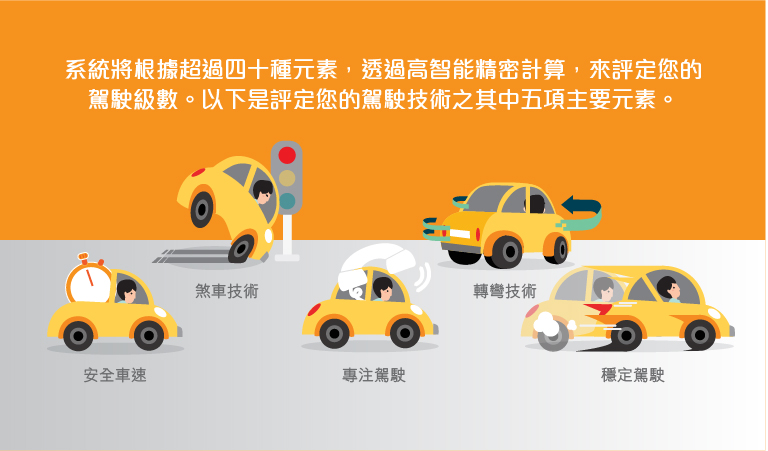 系統將根據超過四十種元素，透過高智能精密計算，來評定您的
駕駛級數。以下是評定您的駕駛技術之其中五項主要元素。
煞車技術
轉彎技術
安全車速
專注駕駛
穩定駕駛